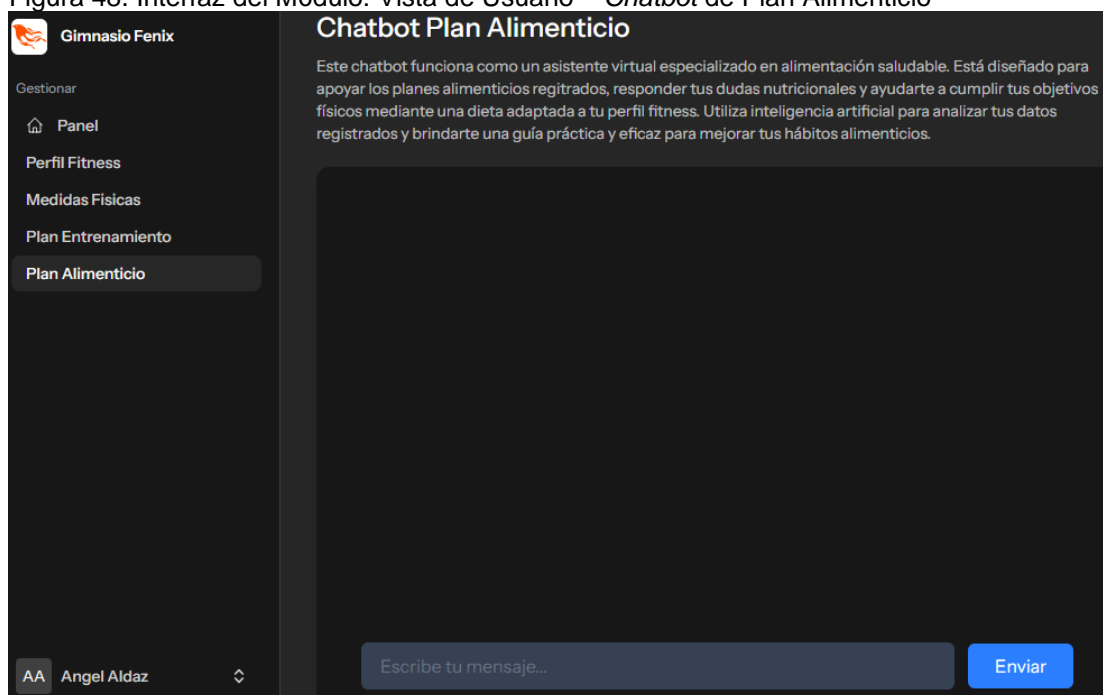 Figura 48. Interfaz del Módulo: Vista de Usuario – Chatbot de Plan Alimenticio
Gimnasio Fenix
Gestionar
Panel
Perfil Fitness
Medidas Fisicas
Plan Entrenamiento
Plan Alimenticio
AA Angel Aldaz
Chatbot Plan Alimenticio
Este chatbot funciona como un asistente virtual especializado en alimentación saludable. Está diseñado para
apoyar los planes alimenticios regitrados, responder tus dudas nutricionales y ayudarte a cumplir tus objetivos
físicos mediante una dieta adaptada a tu perfil fitness. Utiliza inteligencia artificial para analizar tus datos
registrados y brindarte una guía práctica y eficaz para mejorar tus hábitos alimenticios.
Escribe tu mensaje...
Enviar